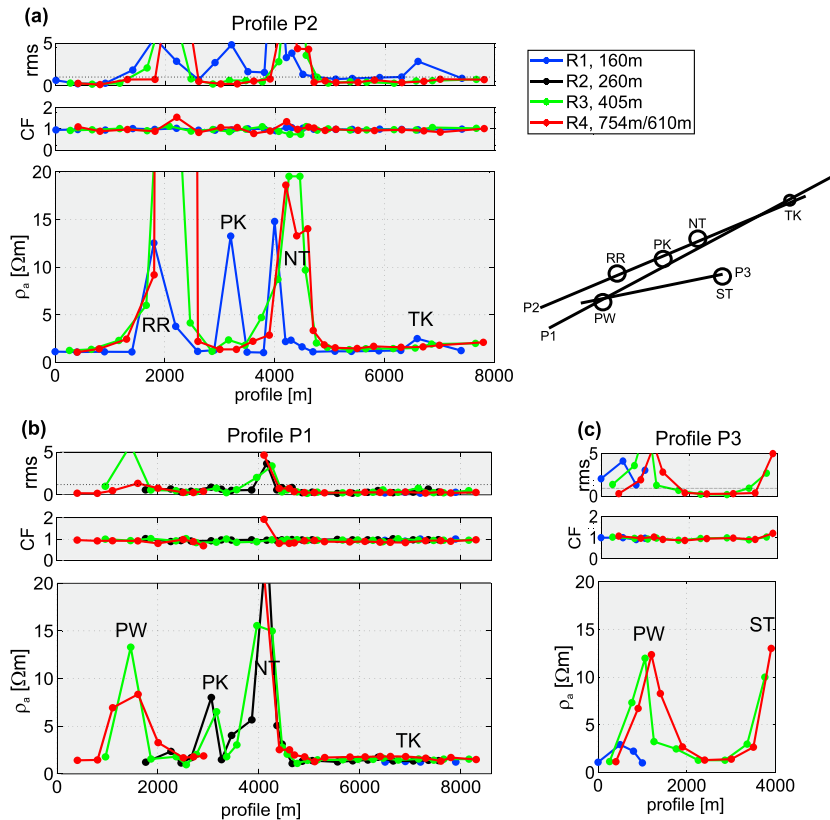 (a)
Profile P2
5
0
rms
2
1
0
CF
20
15
10
5
0
ρa [Ωm]
RR
PK
NT
TK
0 2000 4000 6000 8000
profile [m]
R1, 160m
R2, 260m
R3, 405m
R4, 754m/610m
RR
PK
NT
TK
P3
ST
PW
P2
P1
(b)
Profile P1
5
0
rms
2
1
0
CF
20
15
10
5
0
ρa [Ωm]
PW
PK
NT
TK
0 2000 4000 6000 8000
profile [m]
(c)
Profile P3
5
0
rms
2
1
0
CF
20
15
10
5
0
ρa [Ωm]
PW
ST
0 2000 4000
profile [m]